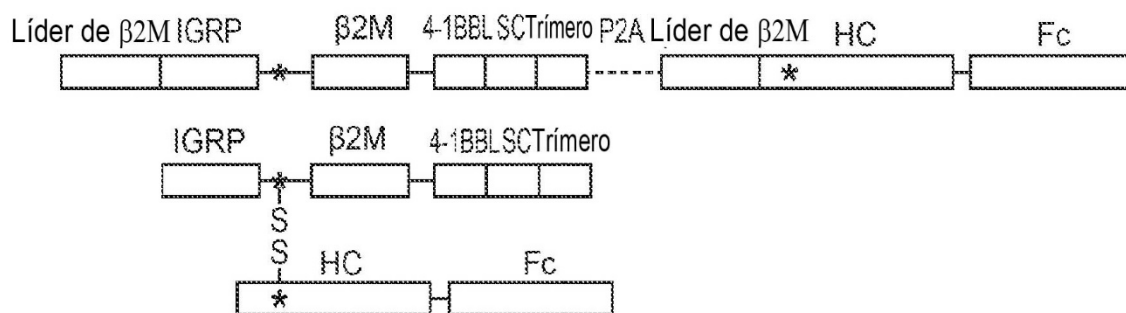 Líder de β2M IGRP β2M 4-1BBL SCTrímero P2A Líder de β2M HC Fc
* *
IGRP β2M 4-1BBL SCTrímero
*
S
S
HC Fc
*